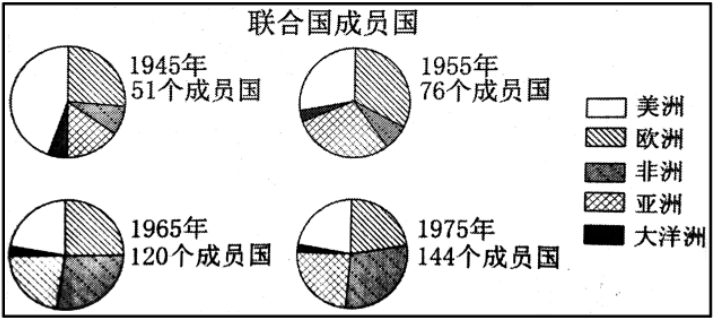 联合国成员国
1945年
51个成员国
1955年
76个成员国
1965年
120个成员国
1975年
144个成员国
美洲
欧洲
非洲
亚洲
大洋洲